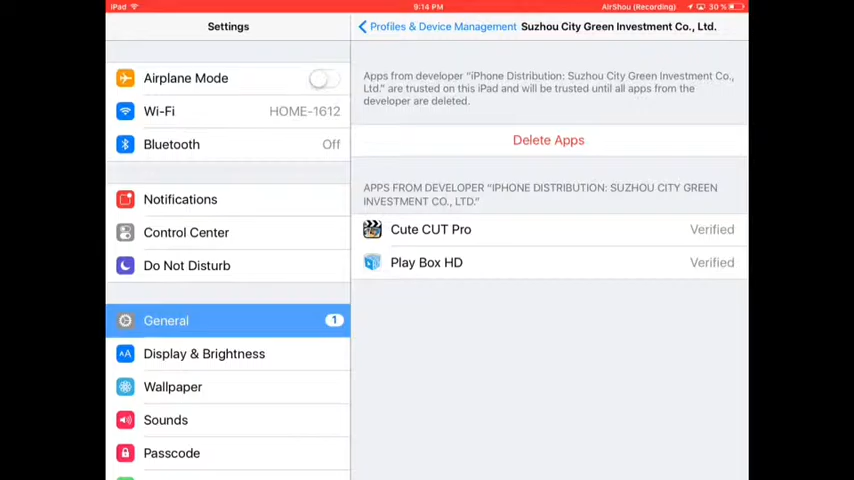 iPad 9:14 PM AirShou (Recording) 30 %
Settings
Profiles & Device Management Suzhou City Green Investment Co., Ltd.
Airplane Mode
Wi-Fi HOME-1612
Bluetooth Off
Notifications
Control Center
Do Not Disturb
General 1
Display & Brightness
AA
Wallpaper
Sounds
Passcode
Apps from developer “iPhone Distribution: Suzhou City Green Investment Co.,
Ltd.” are trusted on this iPad and will be trusted until all apps from the
developer are deleted.
Delete Apps
APPS FROM DEVELOPER “IPHONE DISTRIBUTION: SUZHOU CITY GREEN
INVESTMENT CO., LTD.”
Cute CUT Pro Verified
Play Box HD Verified